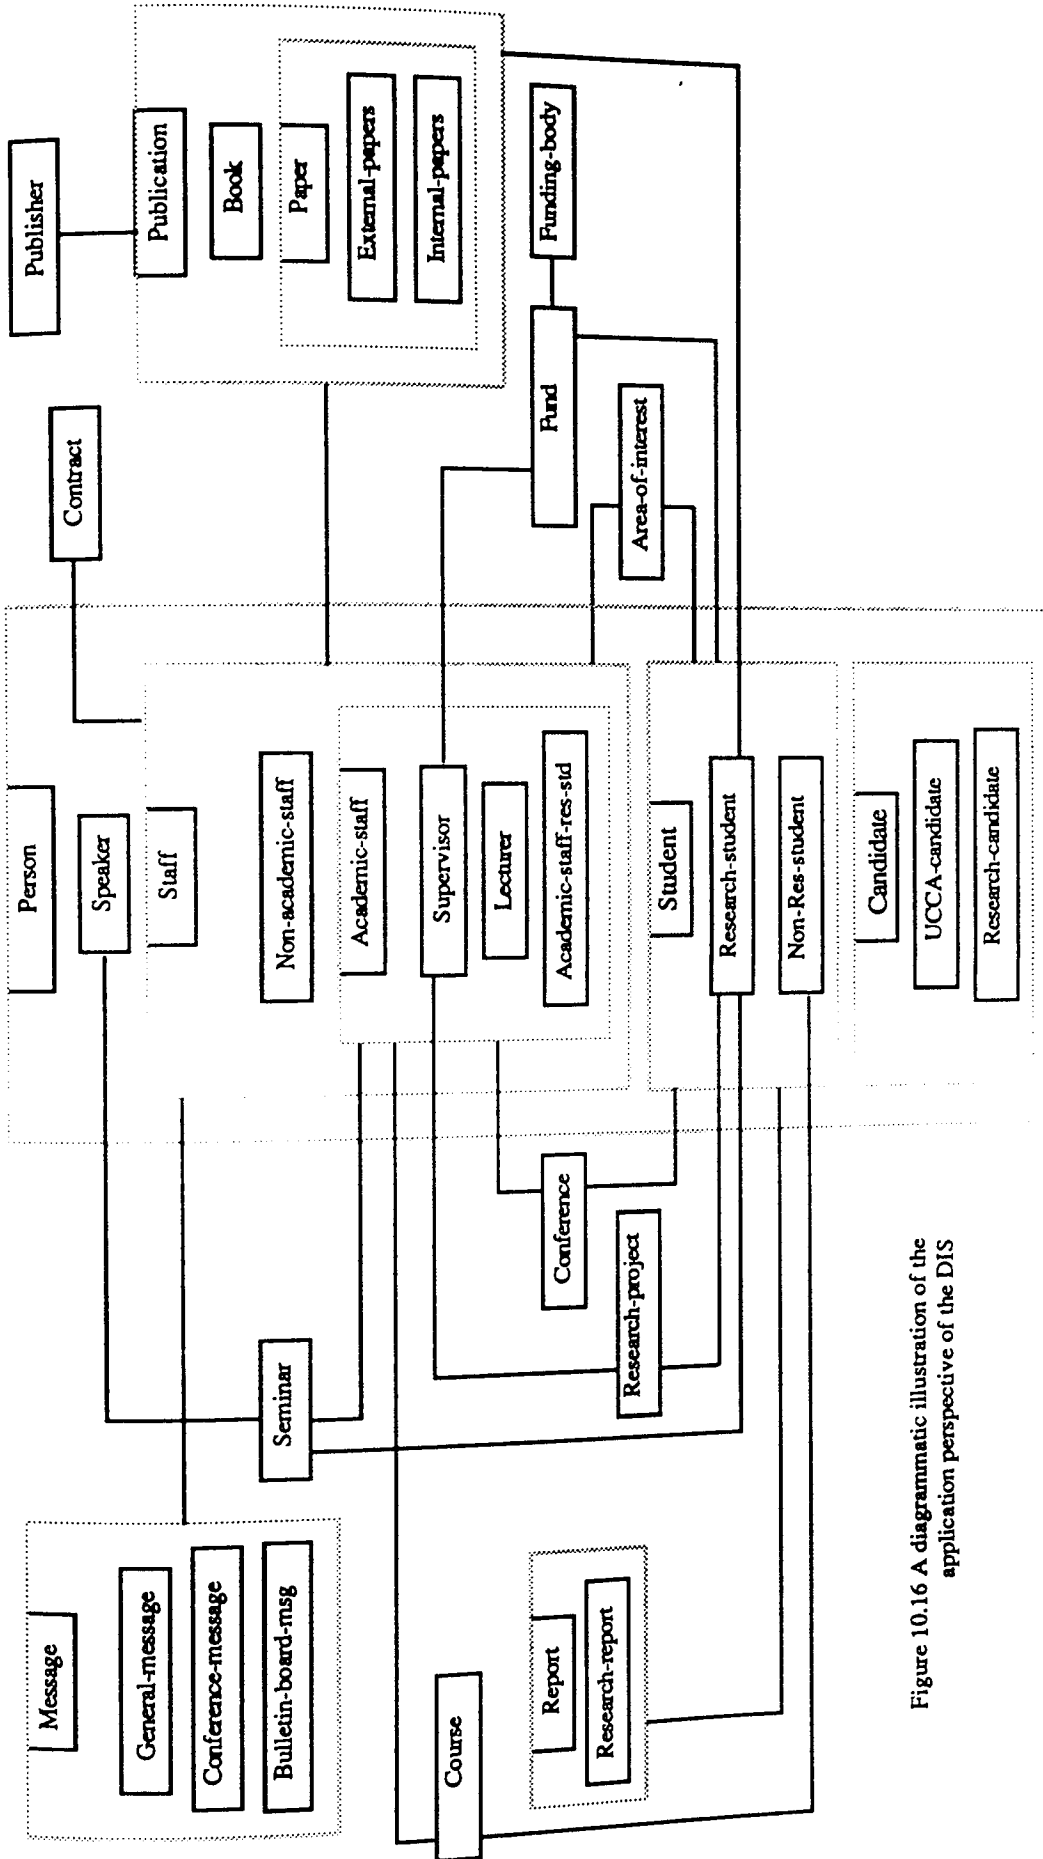 Message
General-message
Conference-message
Bulletin-board-msg
Course
Report
Research-report
Seminar
Conference
Research-project
Person
Speaker
Staff
Non-academic-staff
Academic-staff
Supervisor
Lecturer
Academic-staff-res-std
Student
Research-student
Non-Res-student
Candidate
UCCA-candidate
Research-candidate
Contract
Fund
Area-of-interest
Publisher
Publication
Book
Paper
External-papers
Internal-papers
Funding-body
Figure 10.16 A diagrammatic illustration of the
application perspective of the DIS